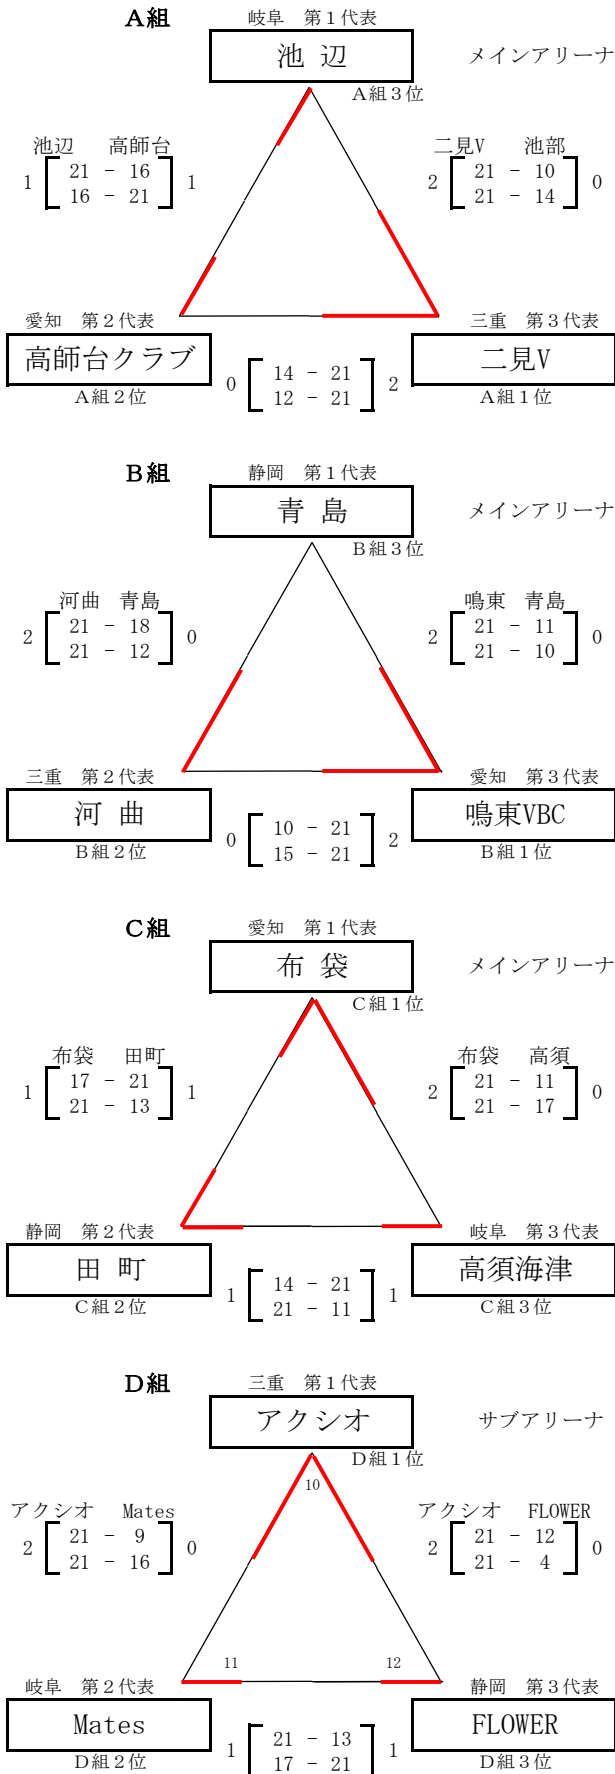 A組
岐阜　第１代表
池 辺
メインアリーナ
A組３位
池辺　高師台
1 [ 21 - 16 ] 1
16 - 21
二見V　池部
2 [ 21 - 10 ] 0
21 - 14
愛知　第２代表
高師台クラブ
A組２位
0 [ 14 - 21 ] 2
12 - 21
三重　第３代表
二見V
A組１位
B組
静岡　第１代表
青 島
メインアリーナ
B組３位
河曲　青島
2 [ 21 - 18 ] 0
21 - 12
鳴東　青島
2 [ 21 - 11 ] 0
21 - 10
三重　第２代表
河 曲
B組２位
0 [ 10 - 21 ] 2
15 - 21
愛知　第３代表
鳴東VBC
B組１位
C組
愛知　第１代表
布 袋
メインアリーナ
C組１位
布袋　田町
1 [ 17 - 21 ] 1
21 - 13
布袋　高須
2 [ 21 - 11 ] 0
21 - 17
静岡　第２代表
田 町
C組２位
1 [ 14 - 21 ] 1
21 - 11
岐阜　第３代表
高須海津
C組３位
D組
三重　第１代表
アクシオ
サブアリーナ
D組１位
10
アクシオ　Mates
2 [ 21 - 9 ] 0
21 - 16
アクシオ　FLOWER
2 [ 21 - 12 ] 0
21 - 4
11
12
岐阜　第２代表
Mates
D組２位
1 [ 21 - 13 ] 1
17 - 21
静岡　第３代表
FLOWER
D組３位